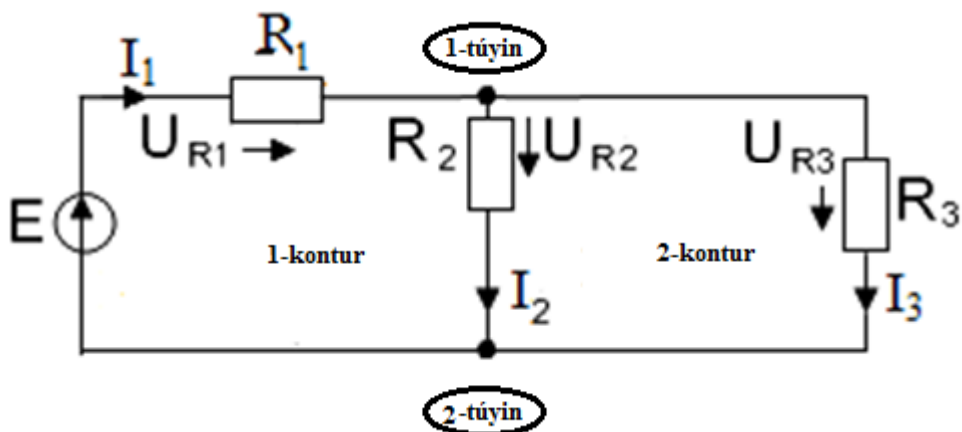 R1
1-túyin
I1
UR1
R2
UR2
UR3
R3
E
1-kontur
2-kontur
I2
I3
2-túyin